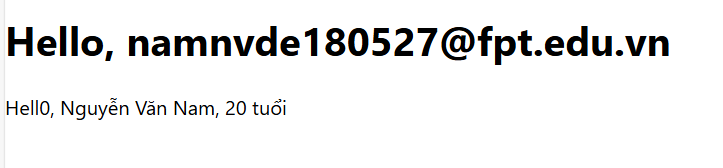 Hello, namnvde180527@fpt.edu.vn
Hell0, Nguyễn Văn Nam, 20 tuổi